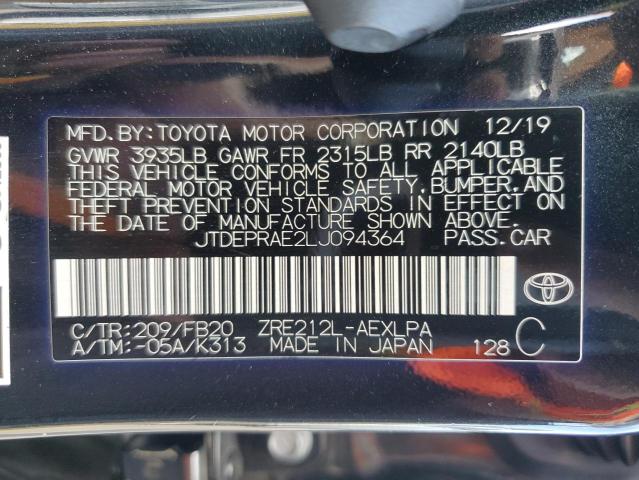 MFD.BY:TOYOTA MOTOR CORPORATION 12/19
GVWR 3935LB GAWR FR 2315LB RR 2140LB
THIS VEHICLE CONFORMS TO ALL APPLICABLE
FEDERAL MOTOR VEHICLE SAFETY,BUMPER,AND
THEFT PREVENTION STANDARDS IN EFFECT ON
THE DATE OF MANUFACTURE SHOWN ABOVE.
JTDEPRAE2LJ094364 PASS.CAR
C/TR:209/FB20 ZRE212L-AEXLPA
A/TM:-05A/K313 MADE IN JAPAN 128 C